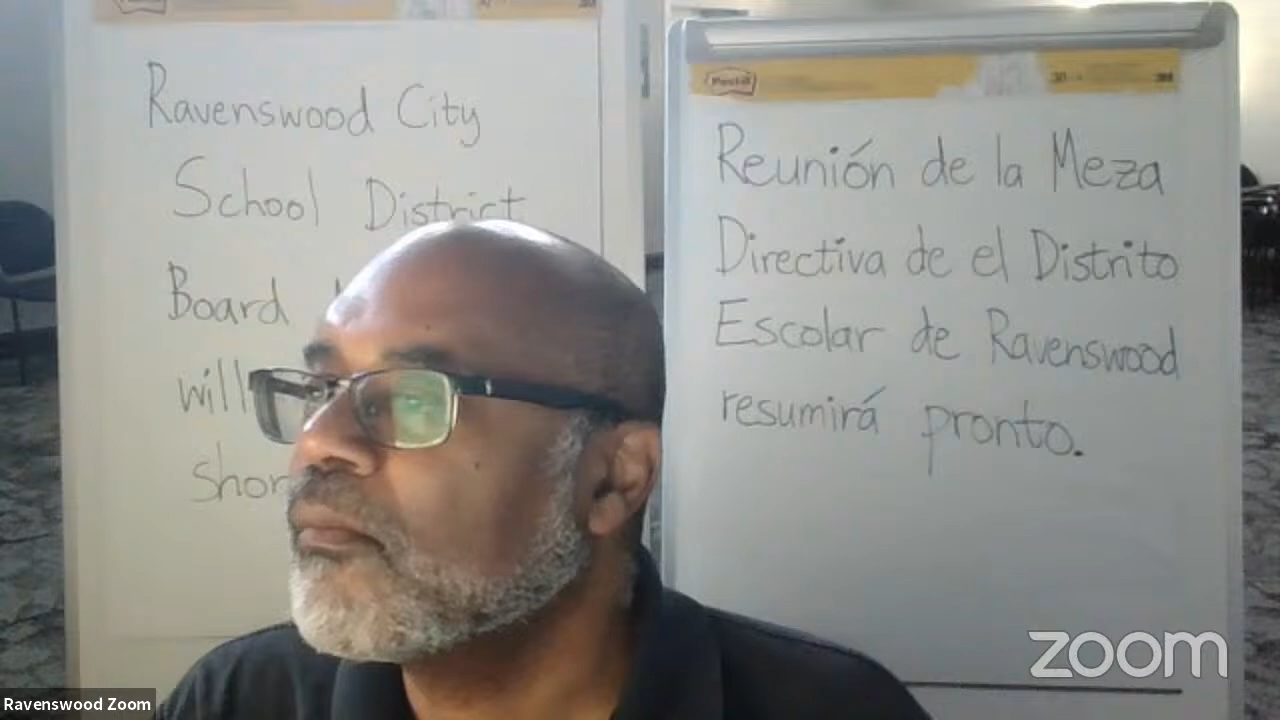 Ravenswood City
School District
Board
will
shor
Post-it
Reunión de la Meza
Directiva de el Distrito
Escolar de Ravenswood
resumirá pronto.
zoom
Ravenswood Zoom